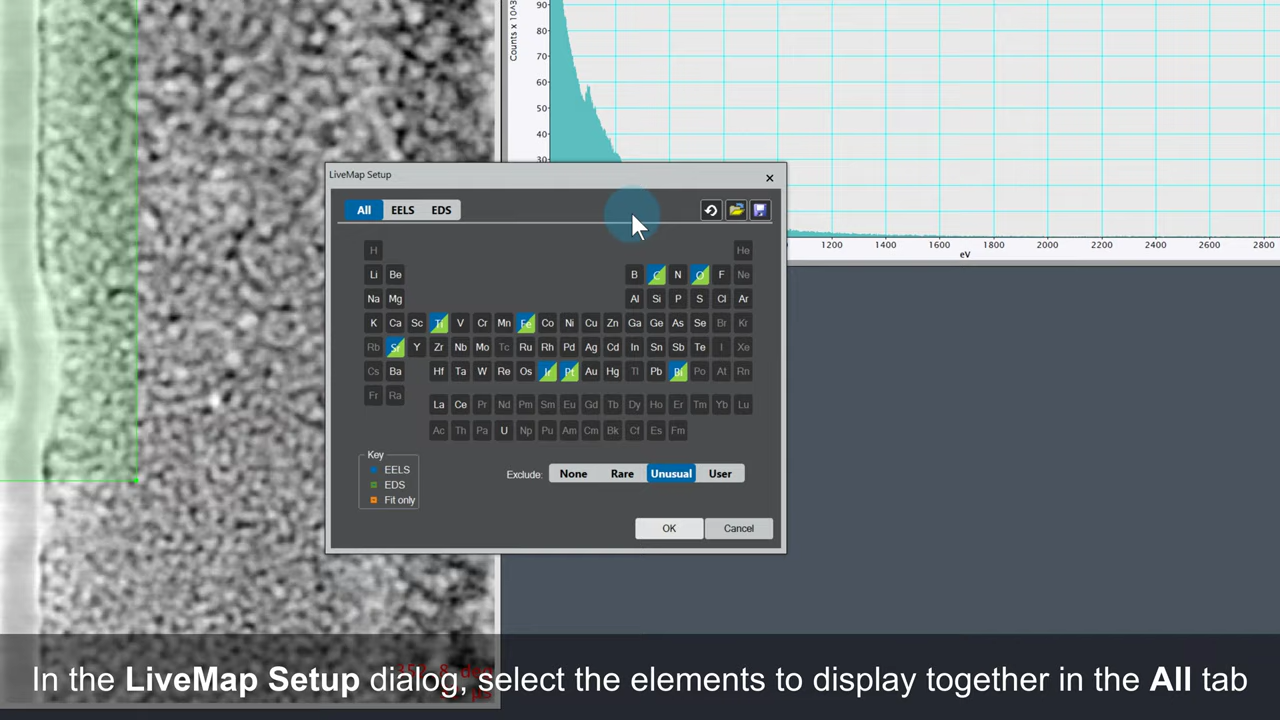 Counts x 10^3
90
80
70
60
50
40
30
1200 1400 1600 1800 2000 2200 2400 2600 2800
eV
LiveMap Setup
All EELS EDS
H He
Li Be B C N O F Ne
Na Mg Al Si P S Cl Ar
K Ca Sc Ti V Cr Mn Fe Co Ni Cu Zn Ga Ge As Se Br Kr
Rb Sr Y Zr Nb Mo Tc Ru Rh Pd Ag Cd In Sn Sb Te I Xe
Cs Ba Hf Ta W Re Os Ir Pt Au Hg Tl Pb Bi Po At Rn
Fr Ra
La Ce Pr Nd Pm Sm Eu Gd Tb Dy Ho Er Tm Yb Lu
Ac Th Pa U Np Pu Am Cm Bk Cf Es Fm
Key
EELS
EDS
Fit only
Exclude: None Rare Unusual User
OK Cancel
In the LiveMap Setup dialog, select the elements to display together in the All tab